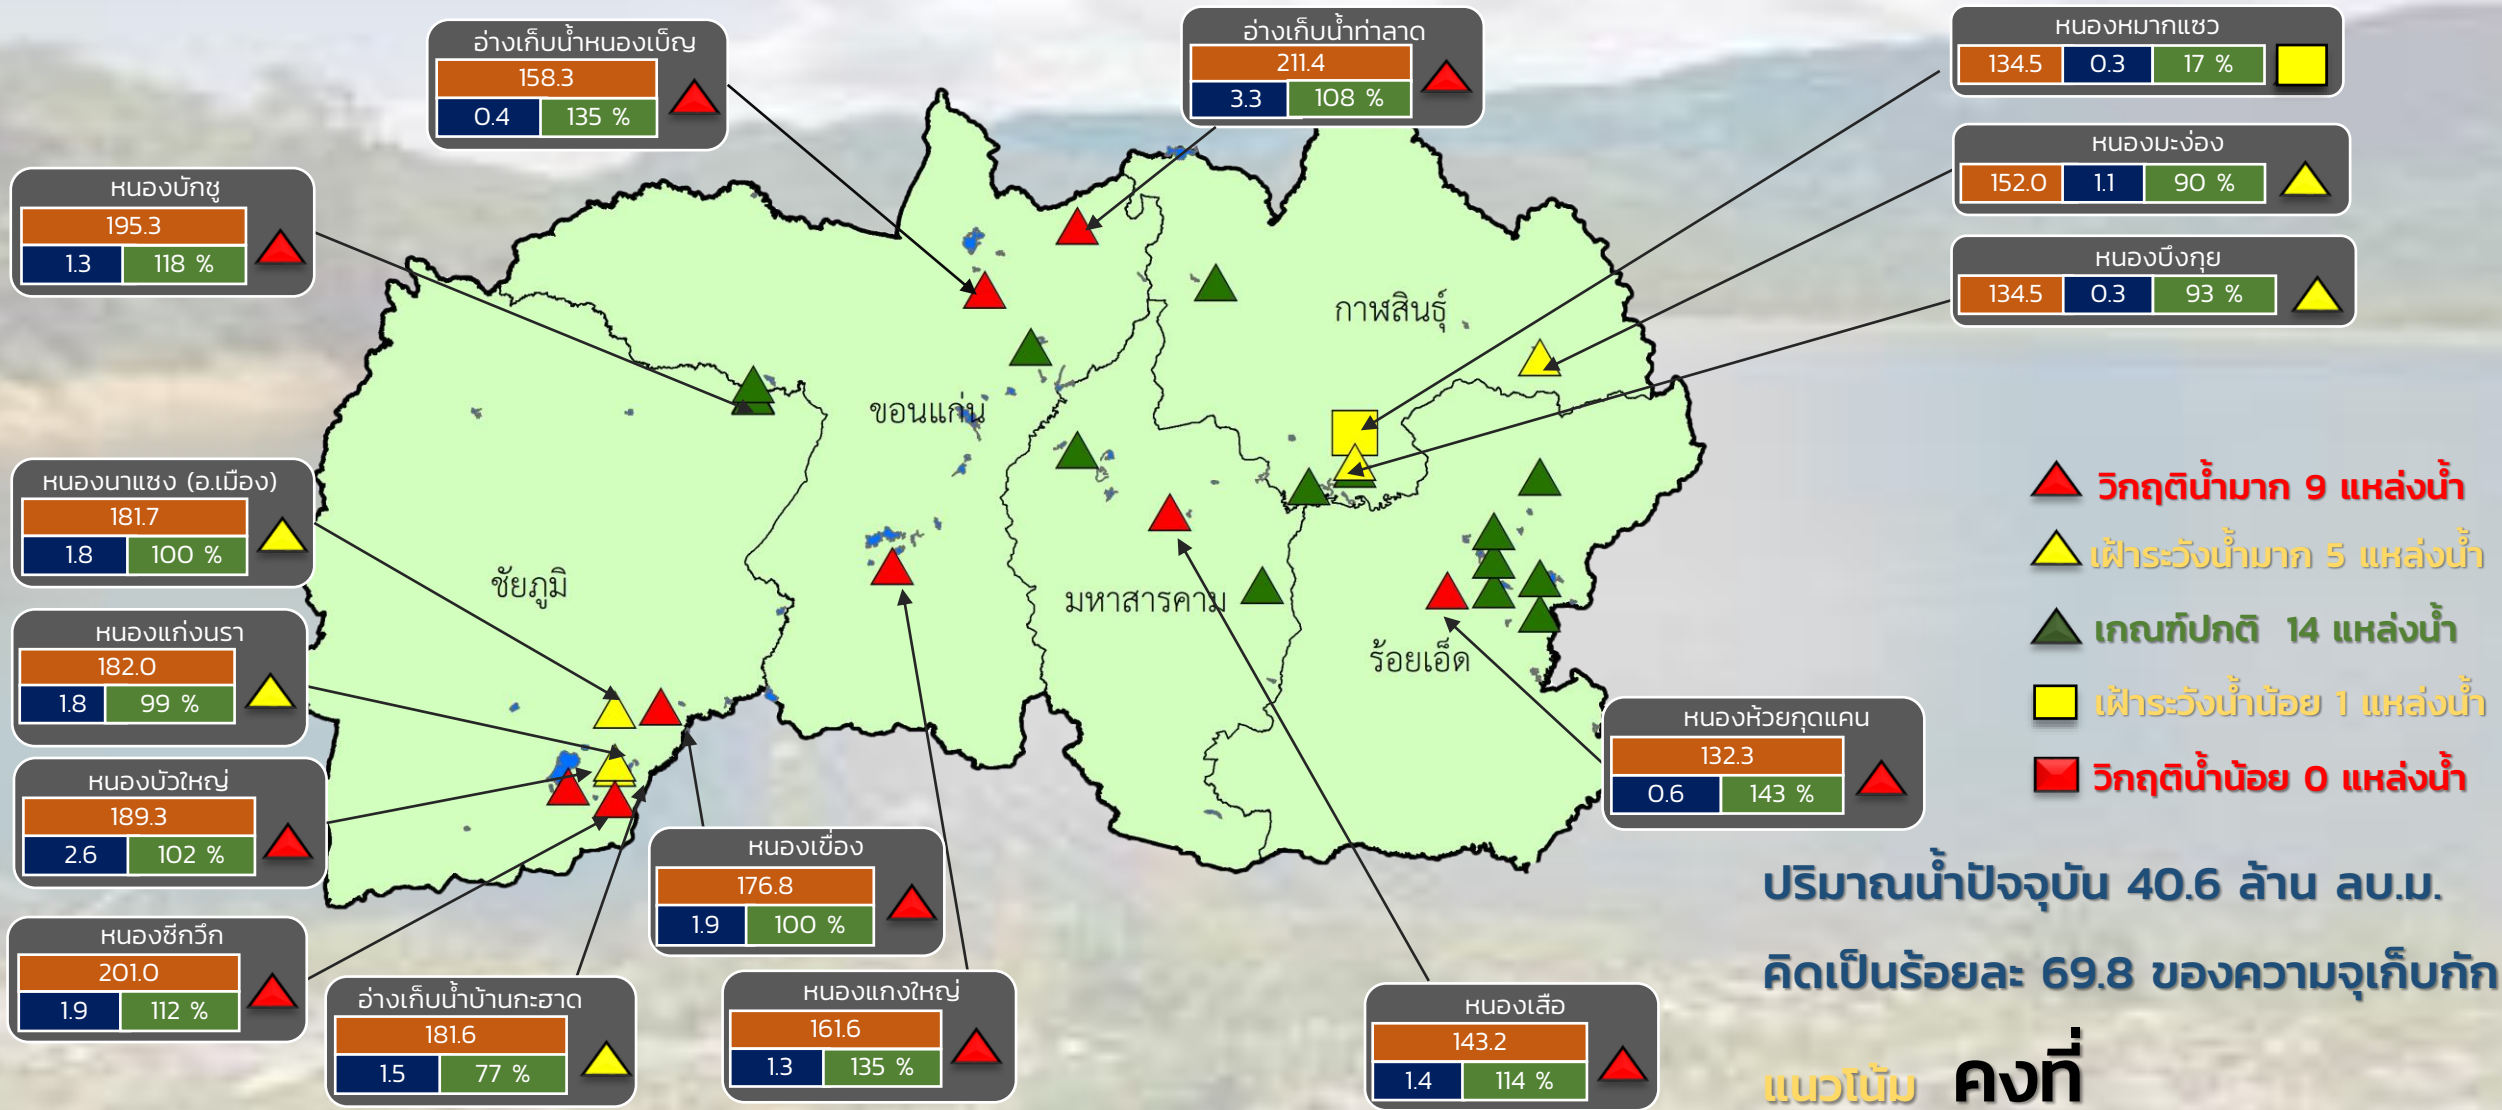 อ่างเก็บน้ำหนองเบ็ญ
158.3
0.4 135 %
อ่างเก็บน้ำท่าลาด
211.4
3.3 108 %
หนองหมากแซว
134.5 0.3 17 %
หนองมะง่อง
152.0 1.1 90 %
หนองบึงกุย
134.5 0.3 93 %
หนองบักชู
195.3
1.3 118 %
หนองนาแซง (อ.เมือง)
181.7
1.8 100 %
หนองแก่งนรา
182.0
1.8 99 %
หนองบัวใหญ่
189.3
2.6 102 %
หนองซีกวึก
201.0
1.9 112 %
อ่างเก็บน้ำบ้านกะฮาด
181.6
1.5 77 %
หนองเขื่อง
176.8
1.9 100 %
หนองแกงใหญ่
161.6
1.3 135 %
หนองเสือ
143.2
1.4 114 %
หนองห้วยกุดแคน
132.3
0.6 143 %
กาฬสินธุ์
ขอนแก่น
ชัยภูมิ
มหาสารคาม
ร้อยเอ็ด
วิกฤติน้ำมาก 9 แหล่งน้ำ
เฝ้าระวังน้ำมาก 5 แหล่งน้ำ
เกณฑ์ปกติ 14 แหล่งน้ำ
เฝ้าระวังน้ำน้อย 1 แหล่งน้ำ
วิกฤติน้ำน้อย 0 แหล่งน้ำ
ปริมาณน้ำปัจจุบัน 40.6 ล้าน ลบ.ม.
คิดเป็นร้อยละ 69.8 ของความจุเก็บกัก
แนวโน้ม คงที่